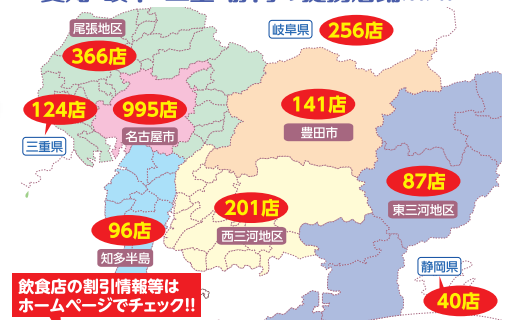 尾張地区
366店
岐阜県
256店
124店
三重県
995店
名古屋市
141店
豊田市
87店
東三河地区
201店
西三河地区
96店
知多半島
静岡県
40店
飲食店の割引情報等は
ホームページでチェック!!